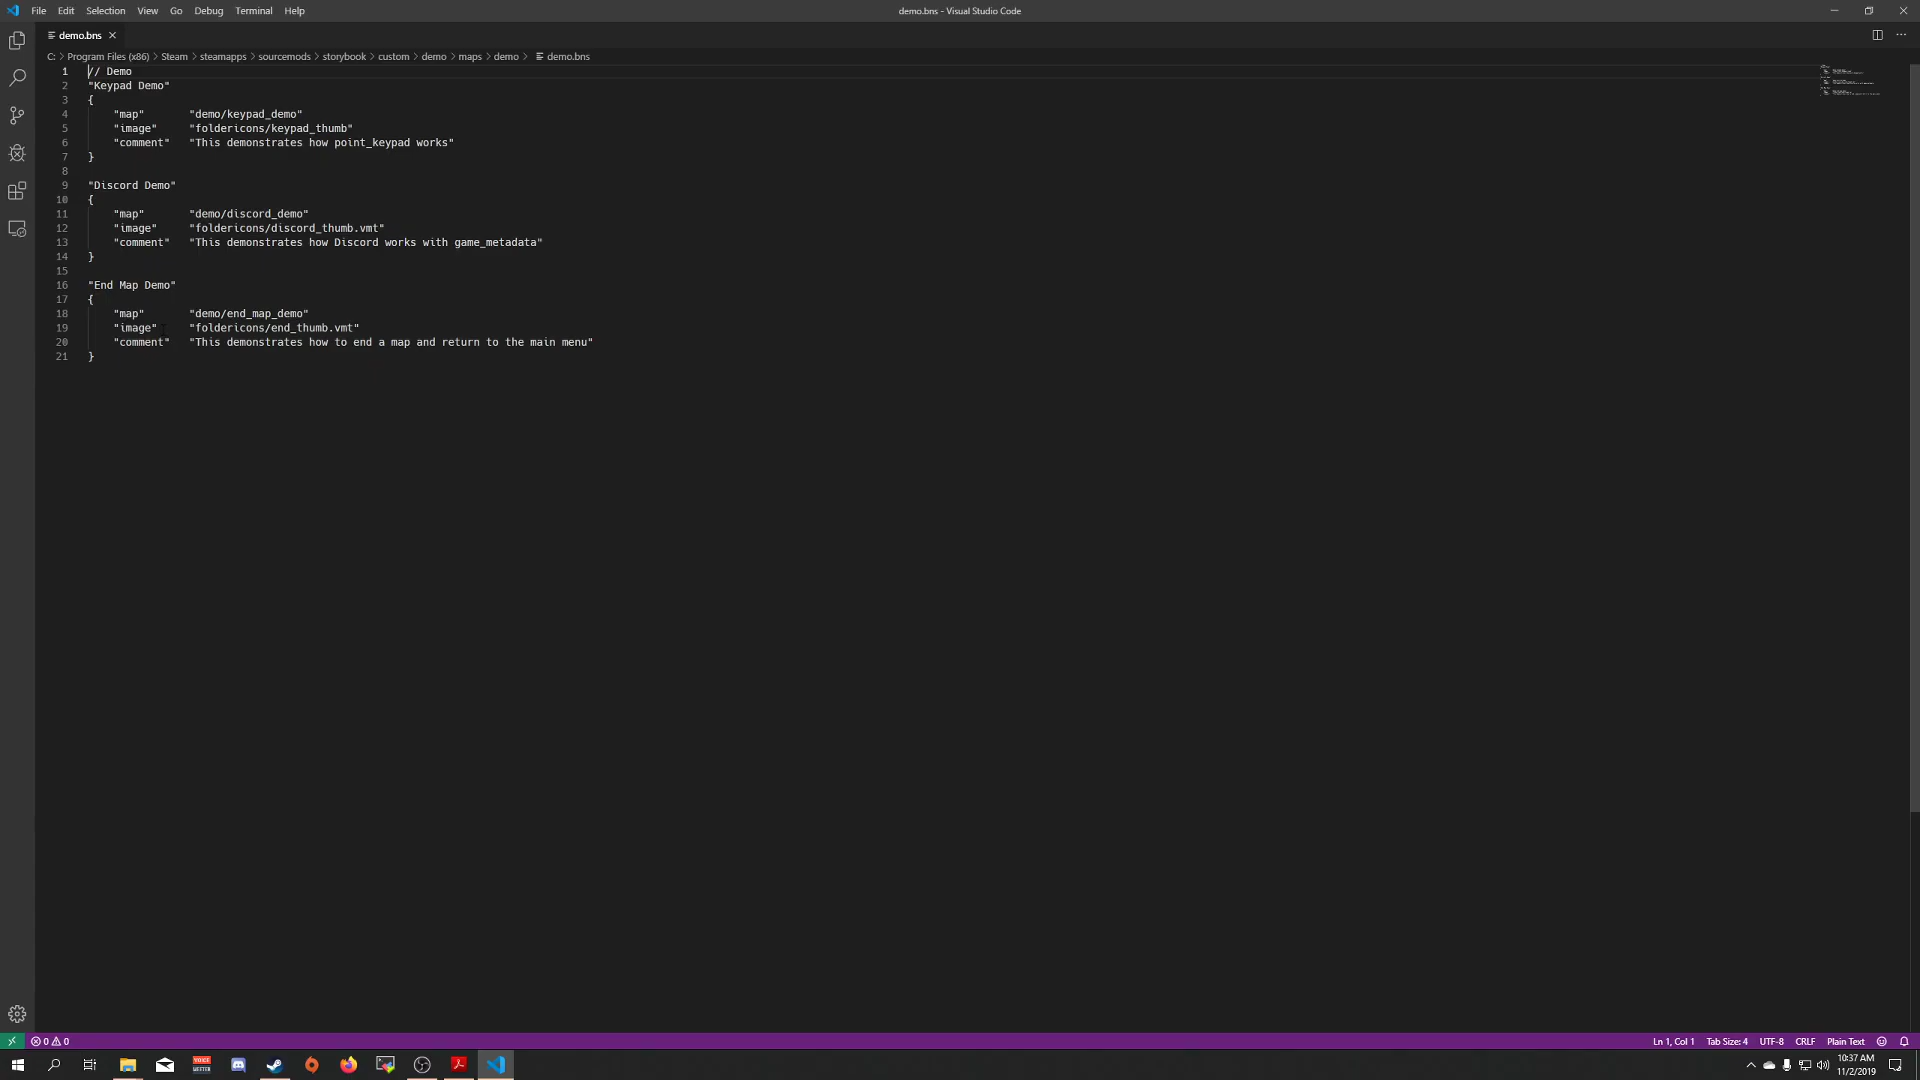 File Edit Selection View Go Debug Terminal Help
demo.bns - Visual Studio Code
demo.bns
C: > Program Files (x86) > Steam > steamapps > sourcemods > storybook > custom > demo > maps > demo > demo.bns
1 // Demo
2 "Keypad Demo"
3 {
4 "map" "demo/keypad_demo"
5 "image" "foldericons/keypad_thumb"
6 "comment" "This demonstrates how point_keypad works"
7 }
8
9 "Discord Demo"
10 {
11 "map" "demo/discord_demo"
12 "image" "foldericons/discord_thumb.vmt"
13 "comment" "This demonstrates how Discord works with game_metadata"
14 }
15
16 "End Map Demo"
17 {
18 "map" "demo/end_map_demo"
19 "image" "foldericons/end_thumb.vmt"
20 "comment" "This demonstrates how to end a map and return to the main menu"
21 }
0 0 Ln 1, Col 1 Tab Size: 4 UTF-8 CRLF Plain Text
VOICE MEETER
10:37 AM
11/2/2019